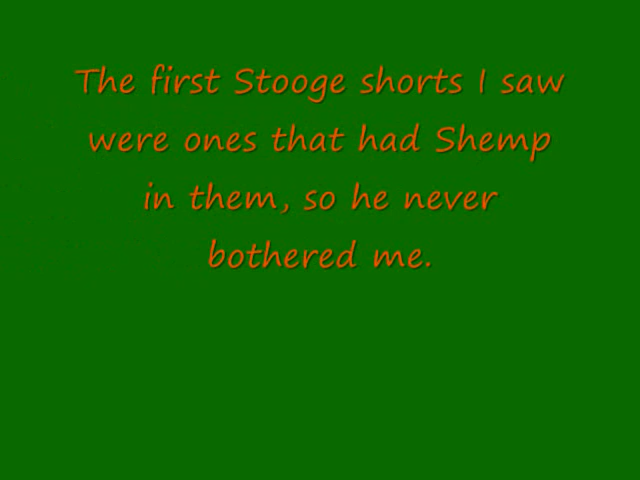 The first Stooge shorts I saw
were ones that had Shemp
in them, so he never
bothered me.